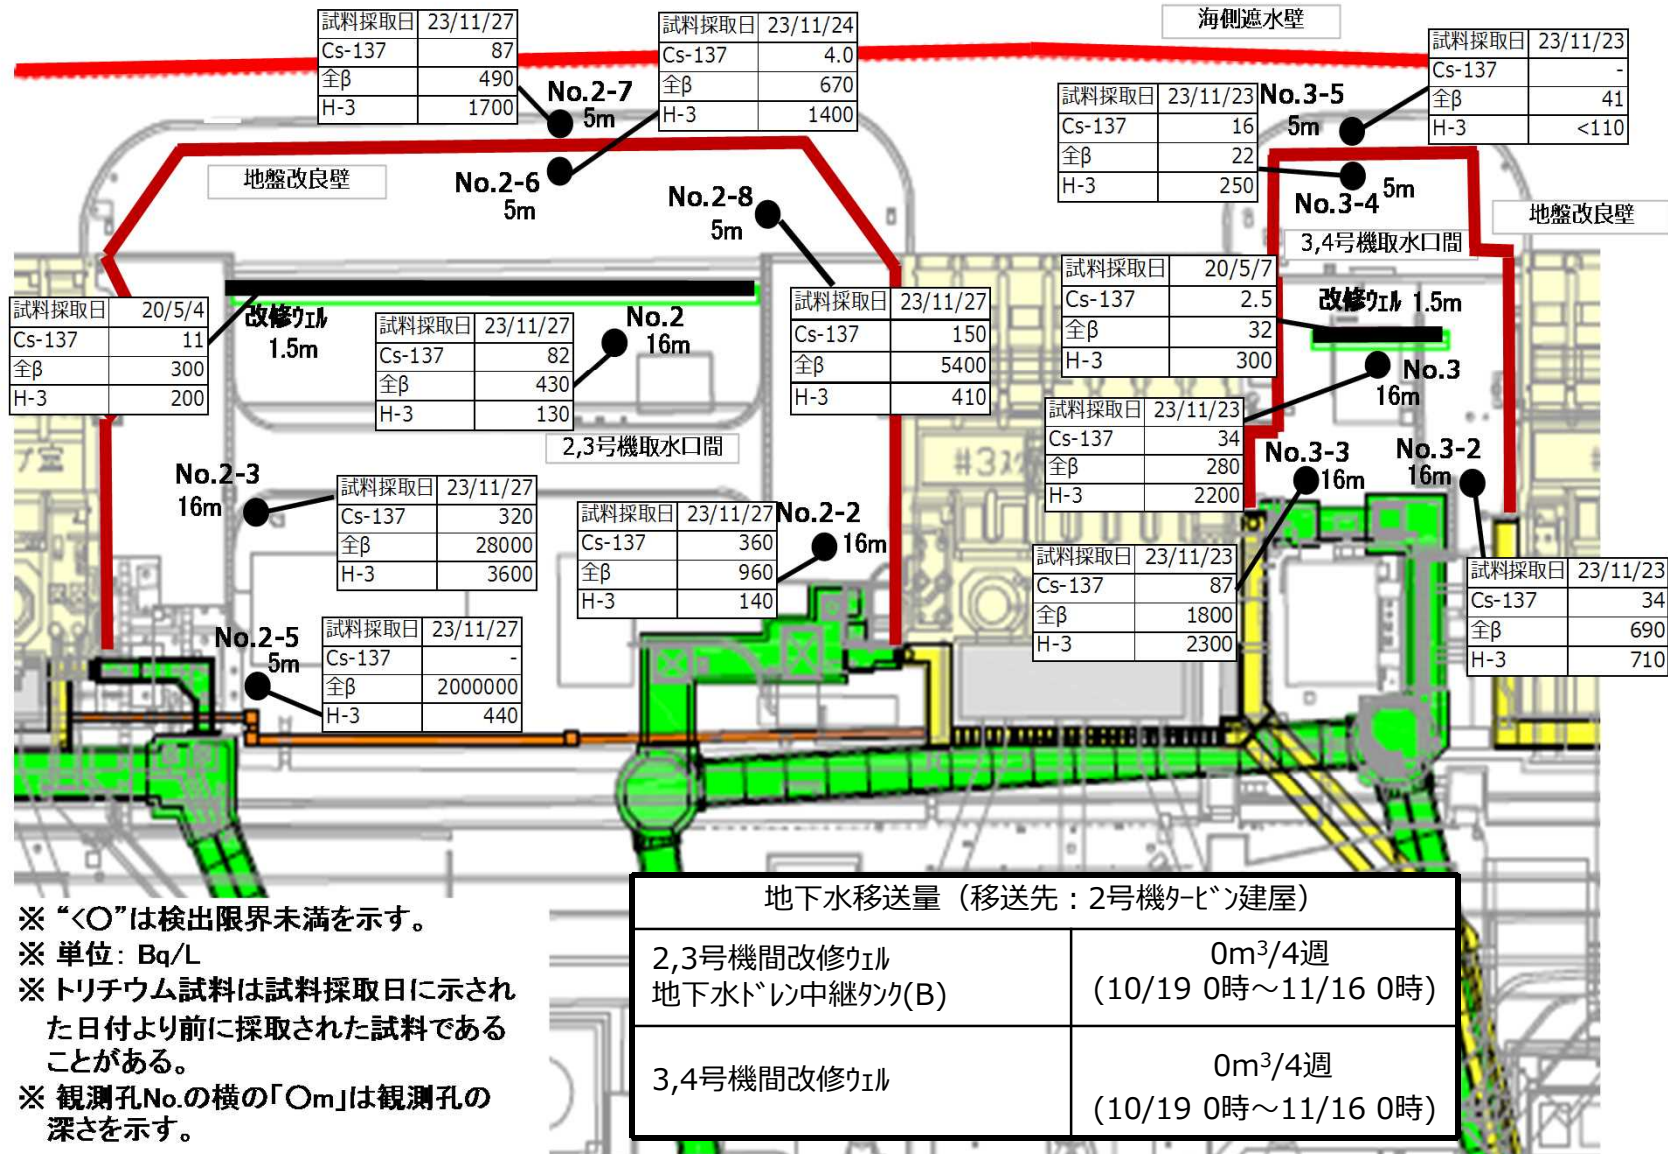 海側遮水壁
試料採取日 23/11/27
Cs-137 87
全β 490
H-3 1700
No.2-7
5m
試料採取日 23/11/24
Cs-137 4.0
全β 670
H-3 1400
No.2-6
5m
地盤改良壁
No.2-8
5m
試料採取日 23/11/27
Cs-137 150
全β 5400
H-3 410
試料採取日 20/5/4
Cs-137 11
全β 300
H-3 200
改修ウェル
1.5m
試料採取日 23/11/27
Cs-137 82
全β 430
H-3 130
No.2
16m
2,3号機取水口間
No.2-3
16m
試料採取日 23/11/27
Cs-137 320
全β 28000
H-3 3600
試料採取日 23/11/27
Cs-137 360
全β 960
H-3 140
No.2-2
16m
No.2-5
5m
試料採取日 23/11/27
Cs-137 -
全β 2000000
H-3 440
試料採取日 23/11/23
Cs-137 -
全β 41
H-3 <110
No.3-5
5m
試料採取日 23/11/23
Cs-137 16
全β 22
H-3 250
No.3-4
5m
地盤改良壁
3,4号機取水口間
試料採取日 20/5/7
Cs-137 2.5
全β 32
H-3 300
改修ウェル 1.5m
No.3
16m
試料採取日 23/11/23
Cs-137 34
全β 280
H-3 2200
No.3-3
16m
試料採取日 23/11/23
Cs-137 87
全β 1800
H-3 2300
No.3-2
16m
試料採取日 23/11/23
Cs-137 34
全β 690
H-3 710
※ “<○”は検出限界未満を示す。
※ 単位: Bq/L
※ トリチウム試料は試料採取日に示され
た日付より前に採取された試料である
ことがある。
※ 観測孔No.の横の「○m」は観測孔の
深さを示す。
地下水移送量（移送先：2号機ﾀｰﾋﾞﾝ建屋）
2,3号機間改修ｳｪﾙ
地下水ﾄﾞﾚﾝ中継ﾀﾝｸ(B)
0m³/4週
(10/19 0時～11/16 0時)
3,4号機間改修ｳｪﾙ
0m³/4週
(10/19 0時～11/16 0時)